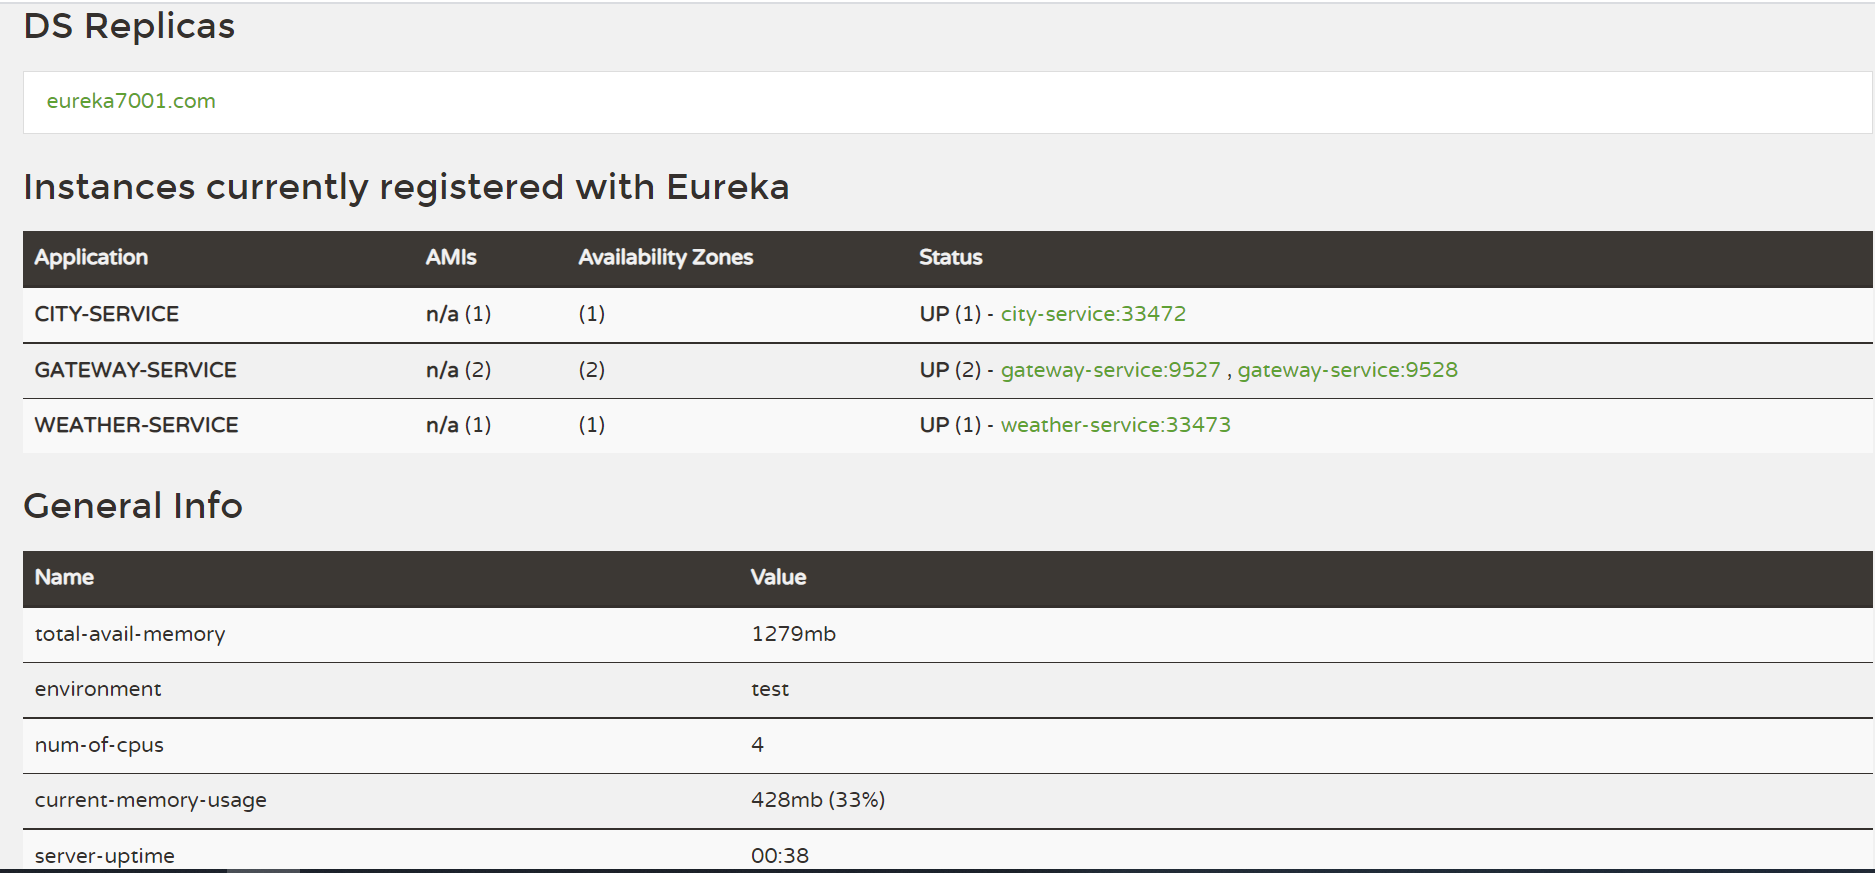 DS Replicas
eureka7001.com
Instances currently registered with Eureka
Application AMIs Availability Zones Status
CITY-SERVICE n/a (1) (1) UP (1) - city-service:33472
GATEWAY-SERVICE n/a (2) (2) UP (2) - gateway-service:9527 , gateway-service:9528
WEATHER-SERVICE n/a (1) (1) UP (1) - weather-service:33473
General Info
Name Value
total-avail-memory 1279mb
environment test
num-of-cpus 4
current-memory-usage 428mb (33%)
server-uptime 00:38